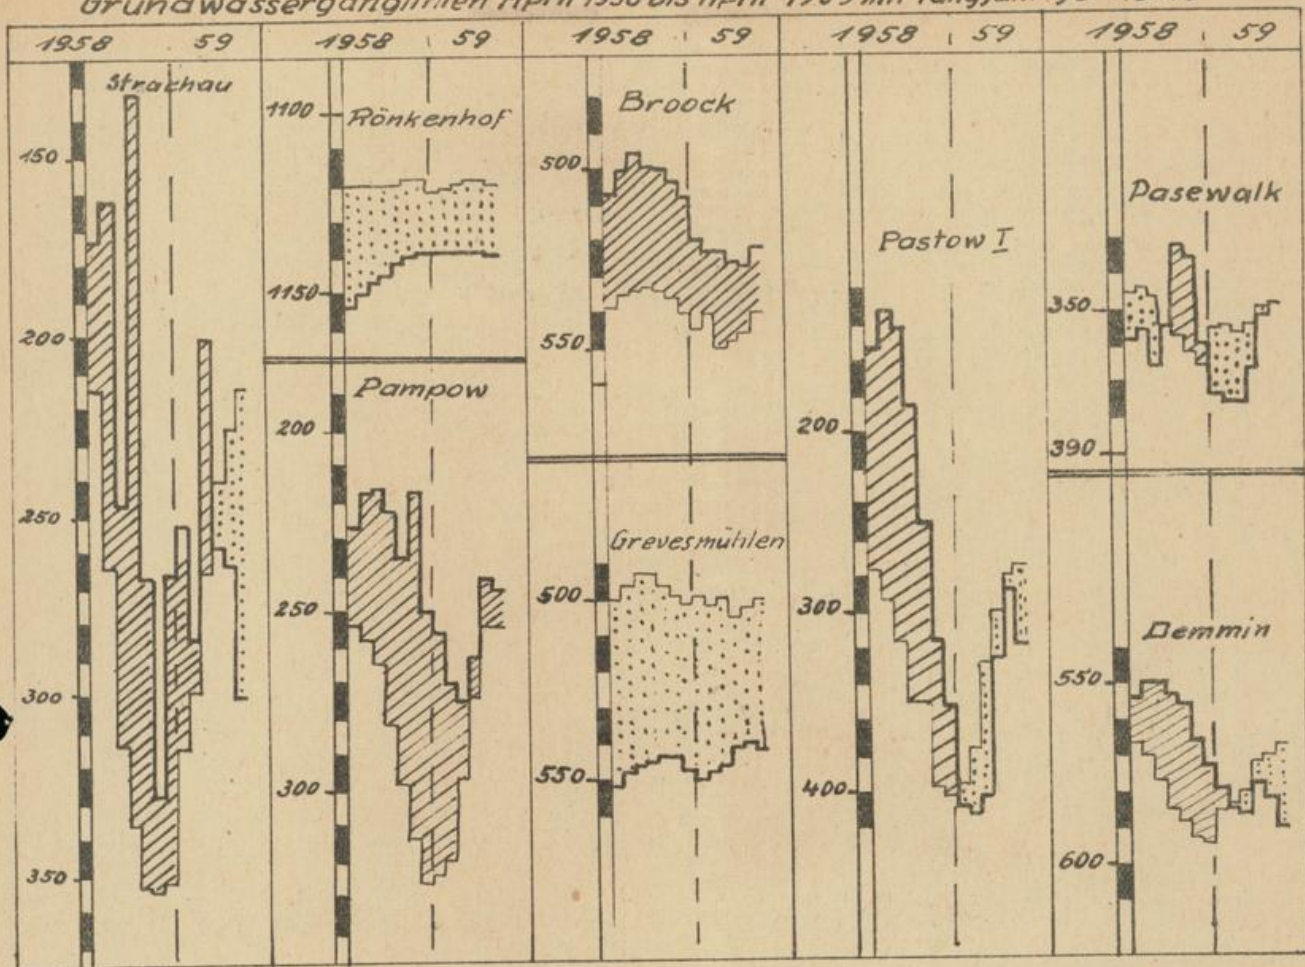 Grundwasserganglinien April 1958 bis April 1959 mit langjährigen
1958 59
1958 59
1958 59
1958 59
1958 59
Strachau
150
200
250
300
350
Rönkenhof
1100
1150
Pampow
200
250
300
Broock
500
550
Grevesmühlen
500
550
Pastow I
200
300
400
Pasewalk
350
390
Demmin
550
600